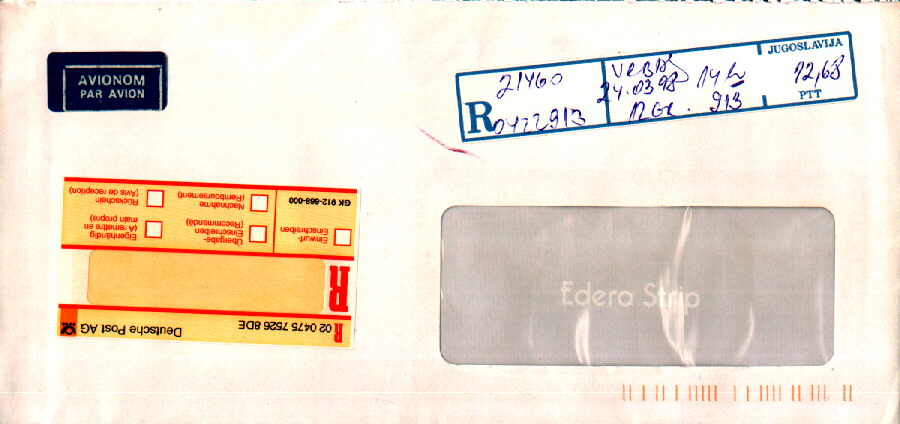 AVIONOM
PAR AVION
JUGOSLAVIJA
21460
VRBAS
24.03.98 14h
12,68
R
913
PTT
R 02 0475 7526 8DE Deutsche Post AG
R
Einwurf-
Einschreiben
Übergabe-
Einschreiben
(Recommandé)
Eigenhändig
(A remettre en
main propre)
GK 912-668-000
Nachnahme
(Remboursement)
Rückschein
(Avis de réception)
Edera Strip